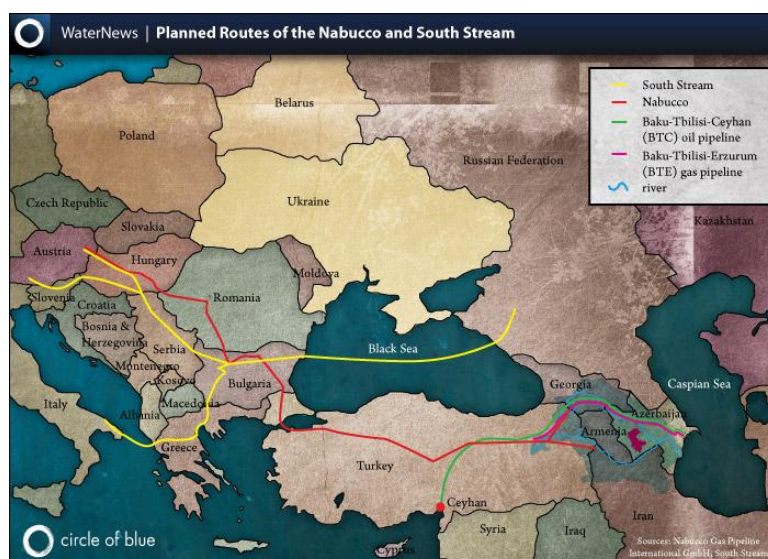 WaterNews | Planned Routes of the Nabucco and South Stream
South Stream
Nabucco
Baku-Tbilisi-Ceyhan
(BTC) oil pipeline
Baku-Tbilisi-Erzurum
(BTE) gas pipeline
river
Belarus
Poland
Russian Federation
Ukraine
Czech Republic
Kazakhstan
Slovakia
Austria
Hungary
Moldova
Slovenia
Romania
Croatia
Bosnia &
Herzegovina
Serbia
Black Sea
Montenegro
Kosovo
Bulgaria
Georgia
Caspian Sea
Italy
Albania
Macedonia
Azerbaijan
Armenia
Greece
Turkey
Ceyhan
Syria
Iraq
Iran
Cyprus
circle of blue
Sources: Nabucco Gas Pipeline
International GmbH; South Stream